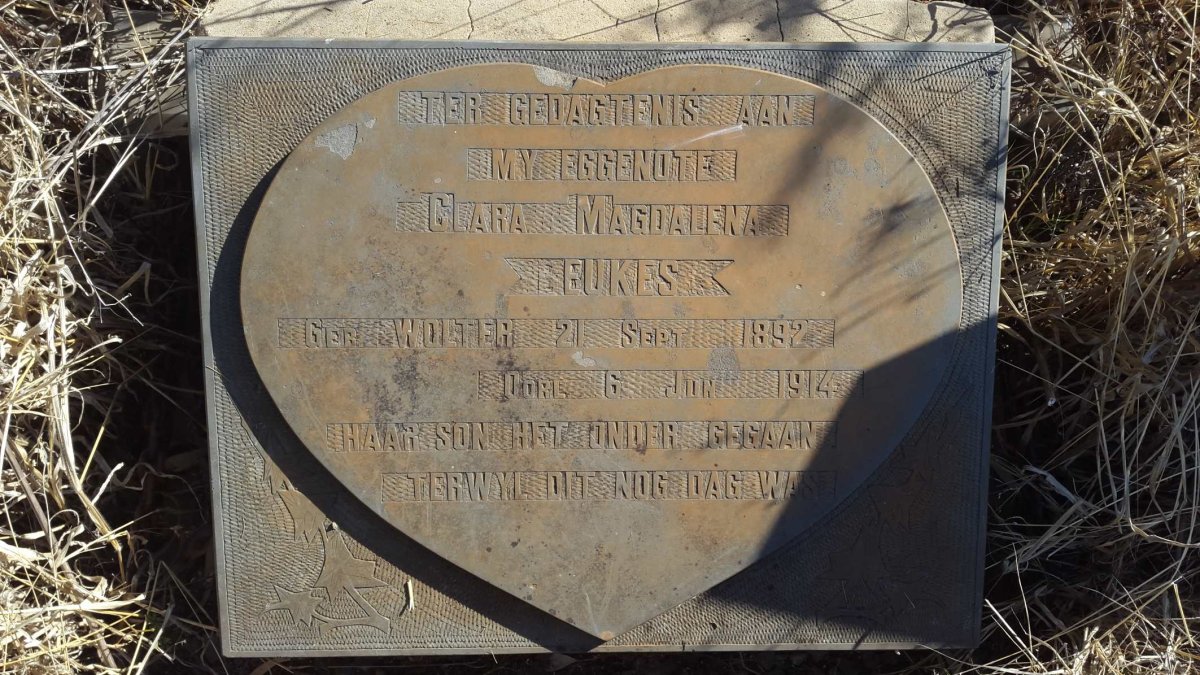 TER GEDAGTENIS AAN
MY EGGENOTE
CLARA MAGDALENA
EUKES
GEB WOLTER 21 SEPT 1892
OORL 6 JUN 1914
HAAR SON HET ONDER GEGAAN
TERWYL DIT NOG DAG WAS